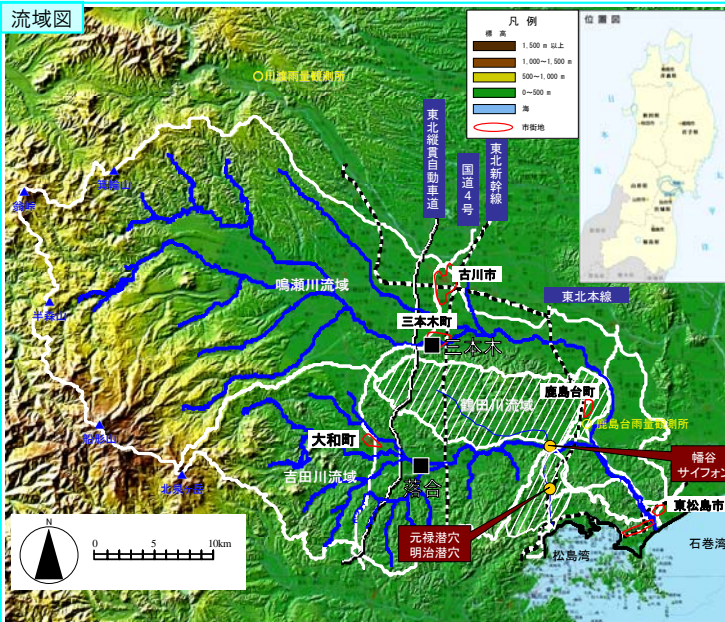 流域図
凡 例
標 高
1,500 m 以上
1,000～1,500 m
500～1,000 m
0～500 m
海
市街地
位置図
川渡雨量観測所
東北縦貫自動車道
国道4号
東北新幹線
翁峠
古川市
鳴瀬川流域
東北本線
半森山
三本木町
三本木
鹿島台町
鶴田川流域
鹿島台雨量観測所
船形山
大和町
幡谷
サイフォン
北泉ヶ岳
吉田川流域
落合
東松島市
元禄潜穴
明治潜穴
松島湾
石巻湾
N
0 5 10km